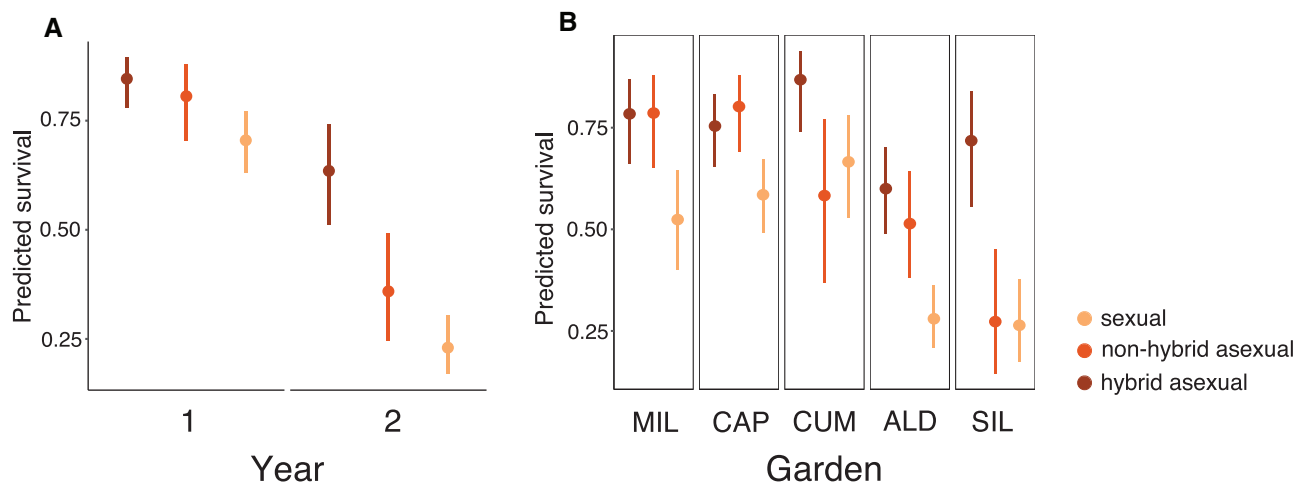 A
Predicted survival
0.75
0.50
0.25
1 2
Year
B
Predicted survival
0.75
0.50
0.25
MIL CAP CUM ALD SIL
Garden
sexual
non-hybrid asexual
hybrid asexual